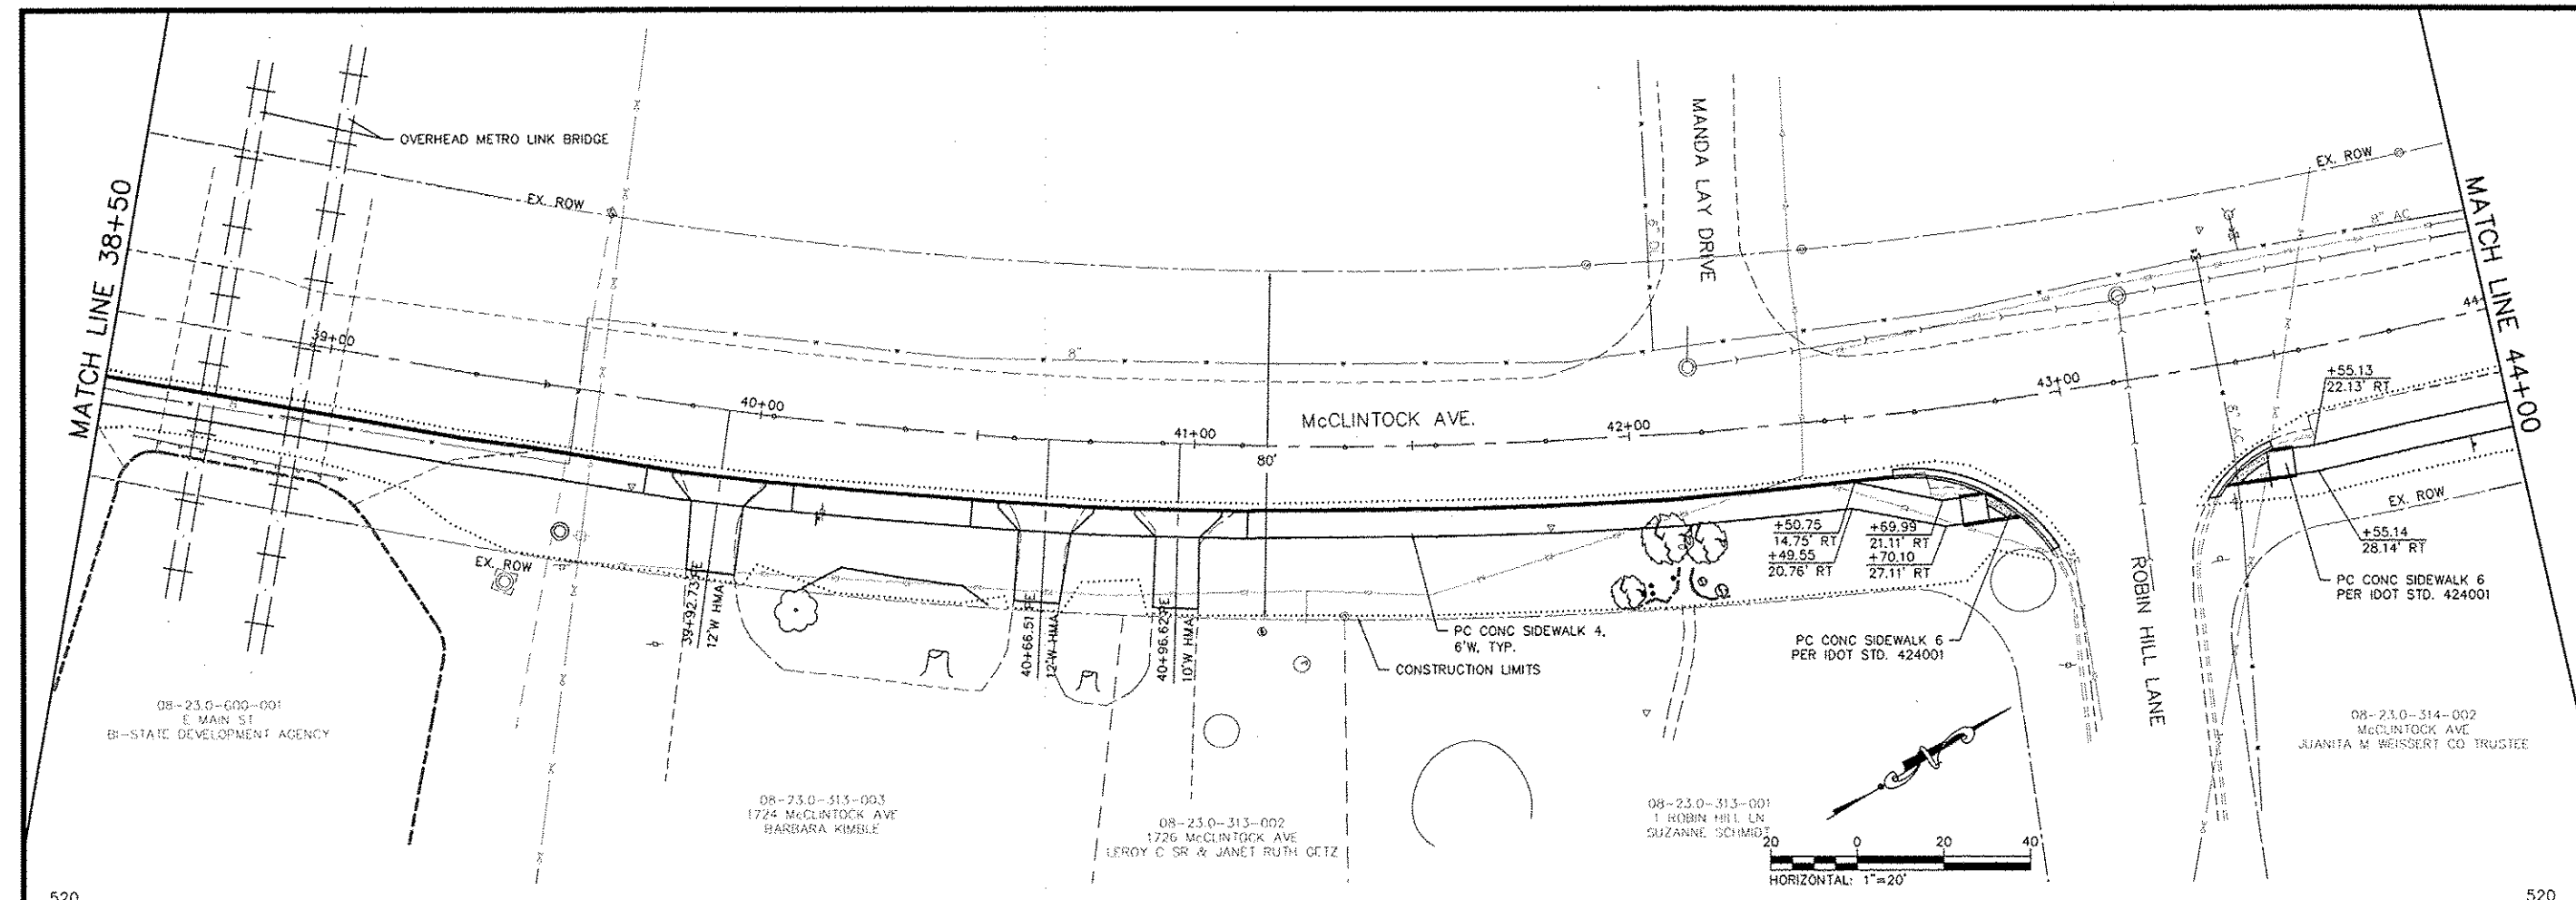 MATCH LINE 38+50
OVERHEAD METRO LINK BRIDGE
EX. ROW
EX. ROW
MANDA LAY DRIVE
8" AC
MATCH LINE 44+00
39+00
8"
40+00
41+00
McCLINTOCK AVE.
42+00
43+00
80'
+55.13
22.13' RT
EX. ROW
+55.14
28.14' RT
PC CONC SIDEWALK 6
PER IDOT STD. 424001
8" AC
+50.75
14.75' RT
+49.55
20.76' RT
+69.99
21.11' RT
+70.10
27.11' RT
EX. ROW
39+92.73 PE
12'W HMA
40+66.51 PE
12'W HMA
40+96.62 PE
10'W HMA
PC CONC SIDEWALK 4,
6'W, TYP.
CONSTRUCTION LIMITS
PC CONC SIDEWALK 6
PER IDOT STD. 424001
ROBIN HILL LANE
08-23.0-600-001
E MAIN ST
BI-STATE DEVELOPMENT AGENCY
08-23.0-313-003
1724 McCLINTOCK AVE
BARBARA KIMBLE
08-23.0-313-002
1726 McCLINTOCK AVE
LEROY C SR & JANET RUTH GETZ
08-23.0-313-001
1 ROBIN HILL LN
SUZANNE SCHMIDT
08-23.0-314-002
McCLINTOCK AVE
JUANITA M WEISSERT CO TRUSTEE
20 0 20 40
HORIZONTAL: 1"=20'
520
520